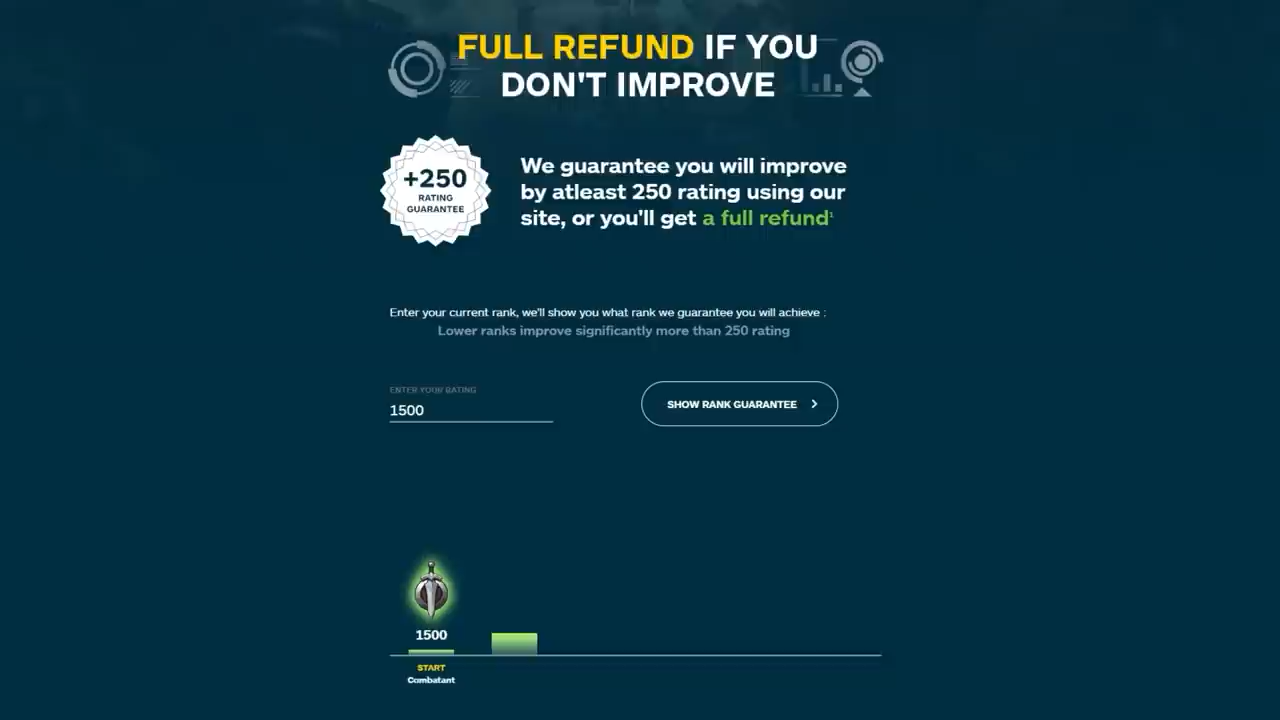 FULL REFUND IF YOU
DON'T IMPROVE
+250
RATING
GUARANTEE
We guarantee you will improve
by atleast 250 rating using our
site, or you'll get a full refund¹
Enter your current rank, we'll show you what rank we guarantee you will achieve :
Lower ranks improve significantly more than 250 rating
ENTER YOUR RATING
1500
SHOW RANK GUARANTEE
1500
START
Combatant